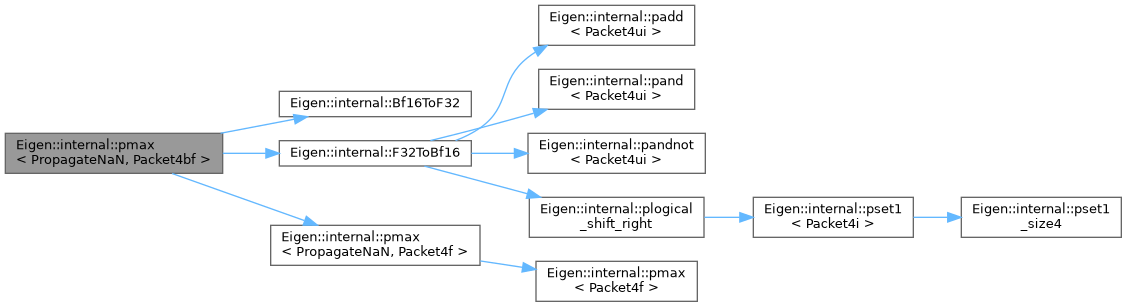 Eigen::internal::padd
< Packet4ui >
Eigen::internal::pand
< Packet4ui >
Eigen::internal::Bf16ToF32
Eigen::internal::pmax
< PropagateNaN, Packet4bf >
Eigen::internal::F32ToBf16
Eigen::internal::pandnot
< Packet4ui >
Eigen::internal::plogical
_shift_right
Eigen::internal::pset1
< Packet4i >
Eigen::internal::pset1
_size4
Eigen::internal::pmax
< PropagateNaN, Packet4f >
Eigen::internal::pmax
< Packet4f >